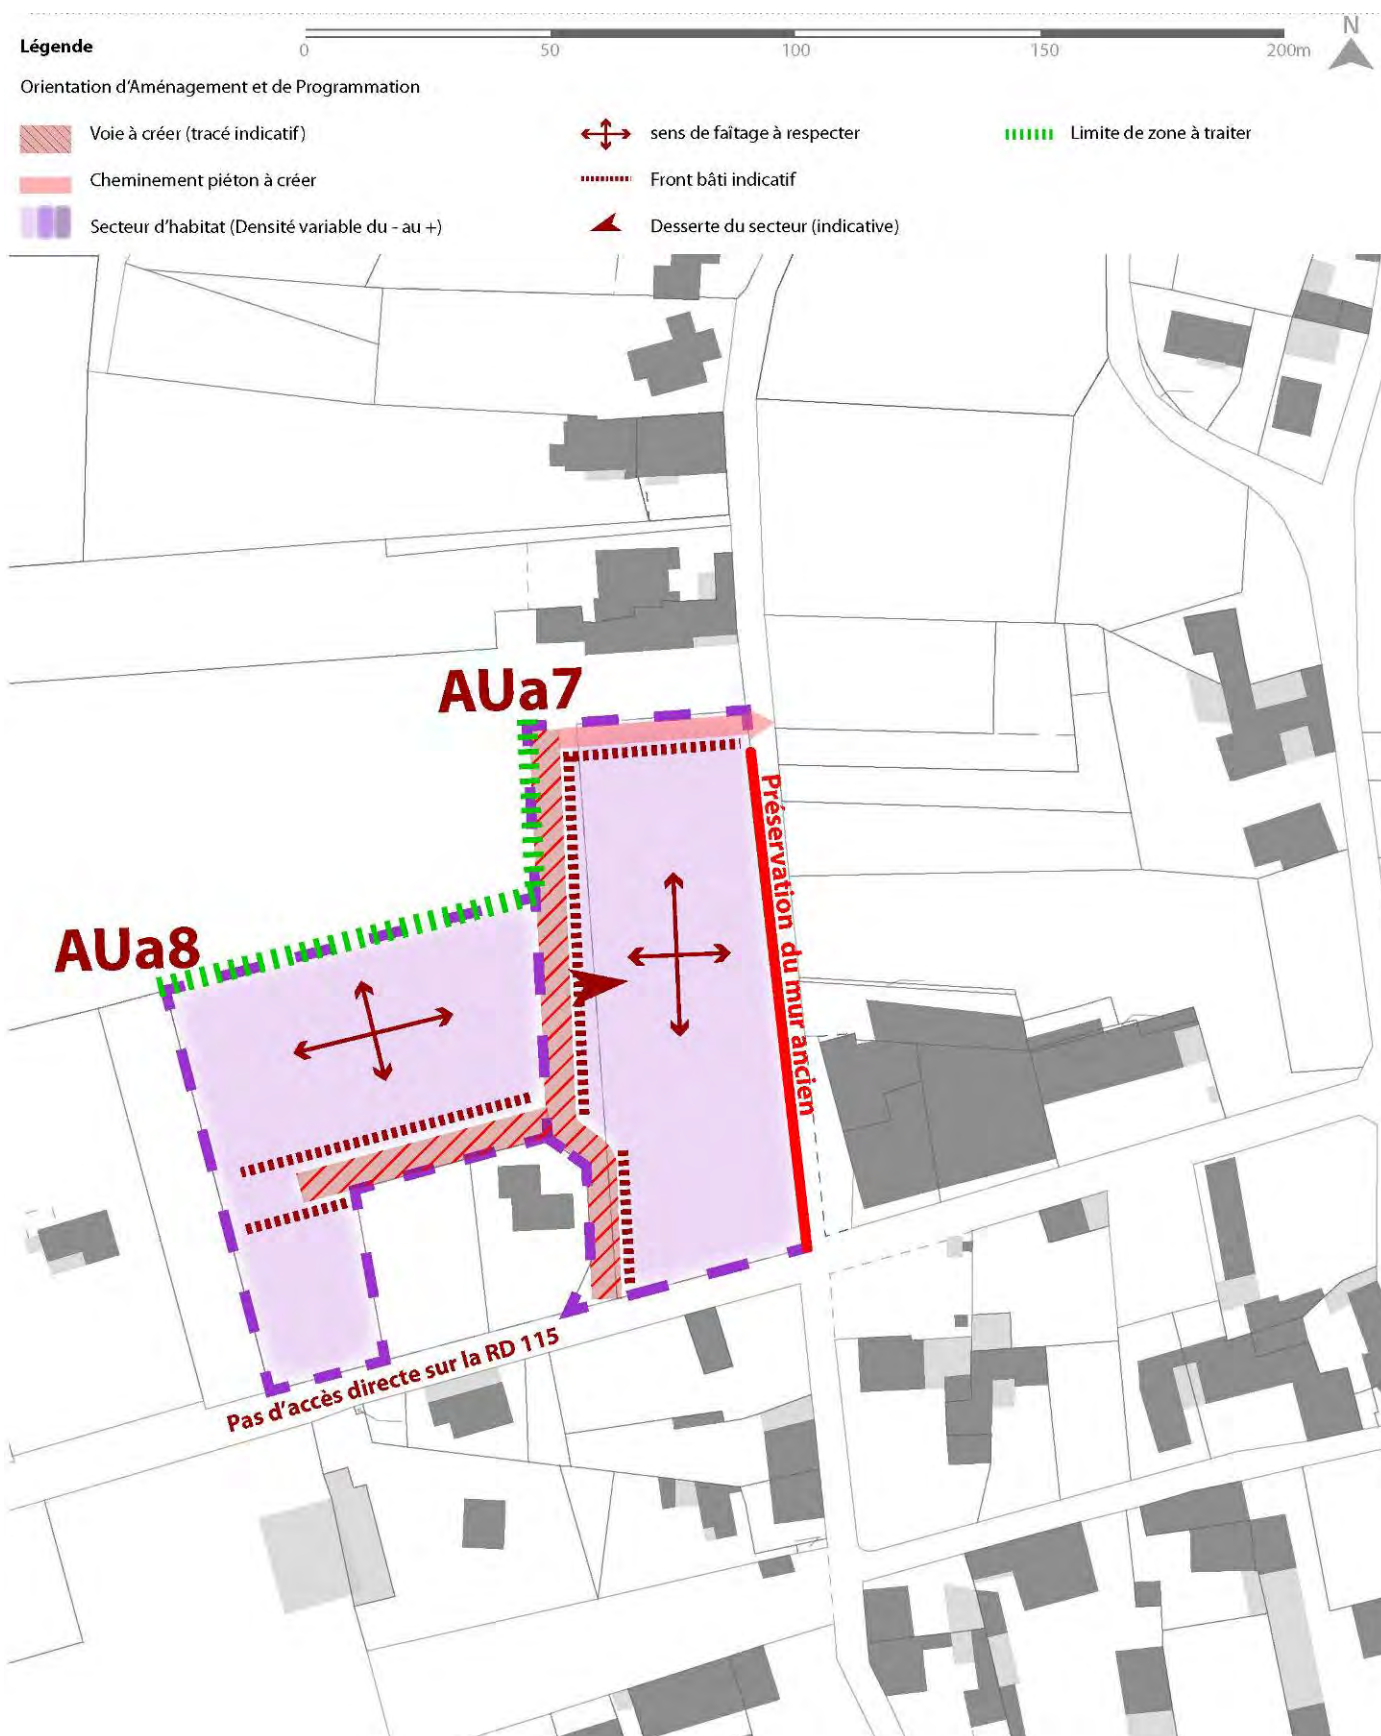 Légende
0 50 100 150 200m
N
Orientation d'Aménagement et de Programmation
Voie à créer (tracé indicatif)
sens de faîtage à respecter
Limite de zone à traiter
Cheminement piéton à créer
Front bâti indicatif
Secteur d'habitat (Densité variable du - au +)
Desserte du secteur (indicative)
AUa7
Préservation du mur ancien
AUa8
Pas d'accès directe sur la RD 115